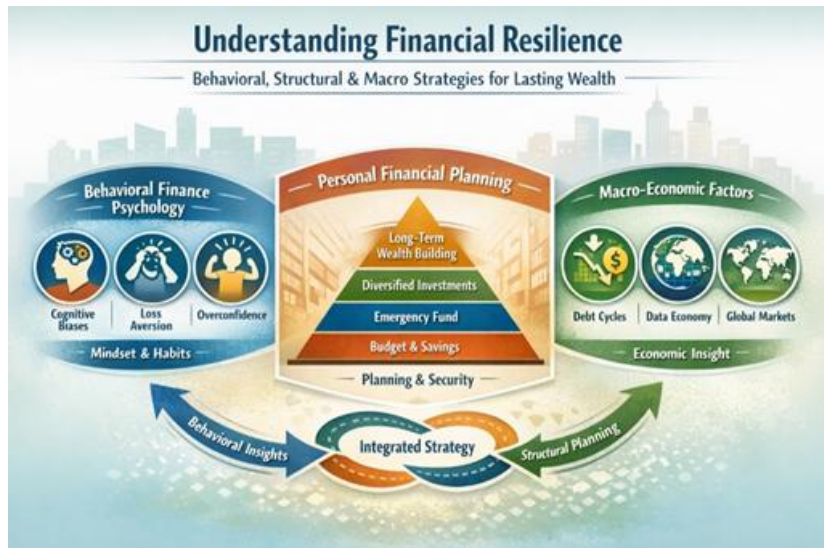 Understanding Financial Resilience
Behavioral, Structural & Macro Strategies for Lasting Wealth
Behavioral Finance
Psychology
Cognitive
Biases
Loss
Aversion
Overconfidence
Mindset & Habits
Personal Financial Planning
Long-Term
Wealth Building
Diversified Investments
Emergency Fund
Budget & Savings
Planning & Security
Macro-Economic Factors
$
Debt Cycles
Data Economy
Global Markets
Economic Insight
Behavioral Insights
Integrated Strategy
Structural Planning